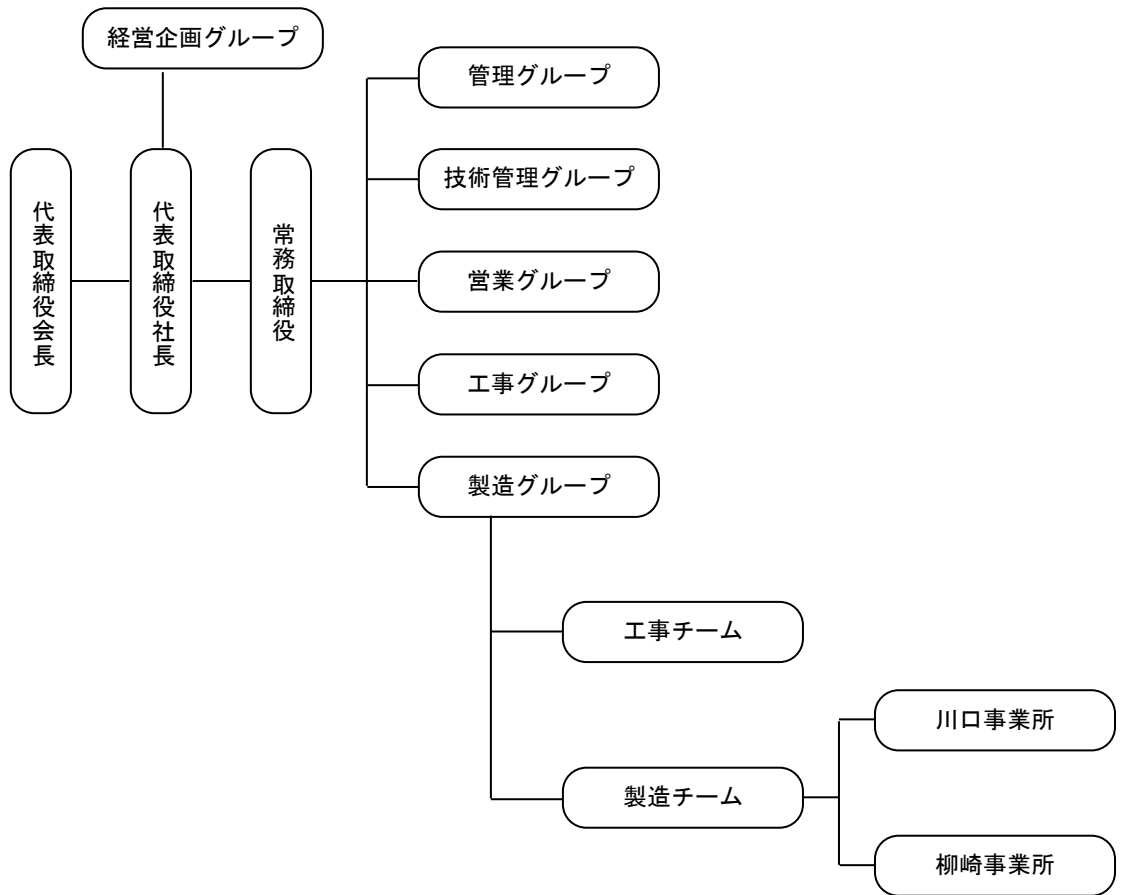 経営企画グループ
代表取締役会長
代表取締役社長
常務取締役
管理グループ
技術管理グループ
営業グループ
工事グループ
製造グループ
工事チーム
製造チーム
川口事業所
柳崎事業所